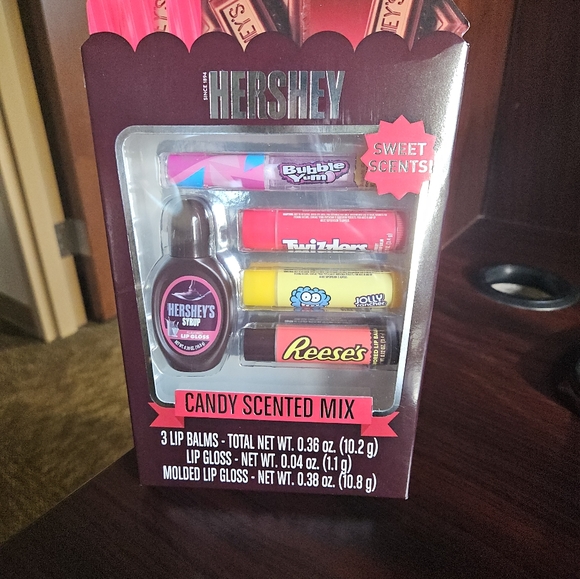 SINCE 1894
HERSHEY
SWEET
SCENTS!
Bubble
Yum
Twizzlers
JOLLY
HERSHEY'S
SYRUP
LIP GLOSS
Reese's
CANDY SCENTED MIX
3 LIP BALMS - TOTAL NET WT. 0.36 oz. (10.2 g)
LIP GLOSS - NET WT. 0.04 oz. (1.1 g)
MOLDED LIP GLOSS - NET WT. 0.38 oz. (10.8 g)